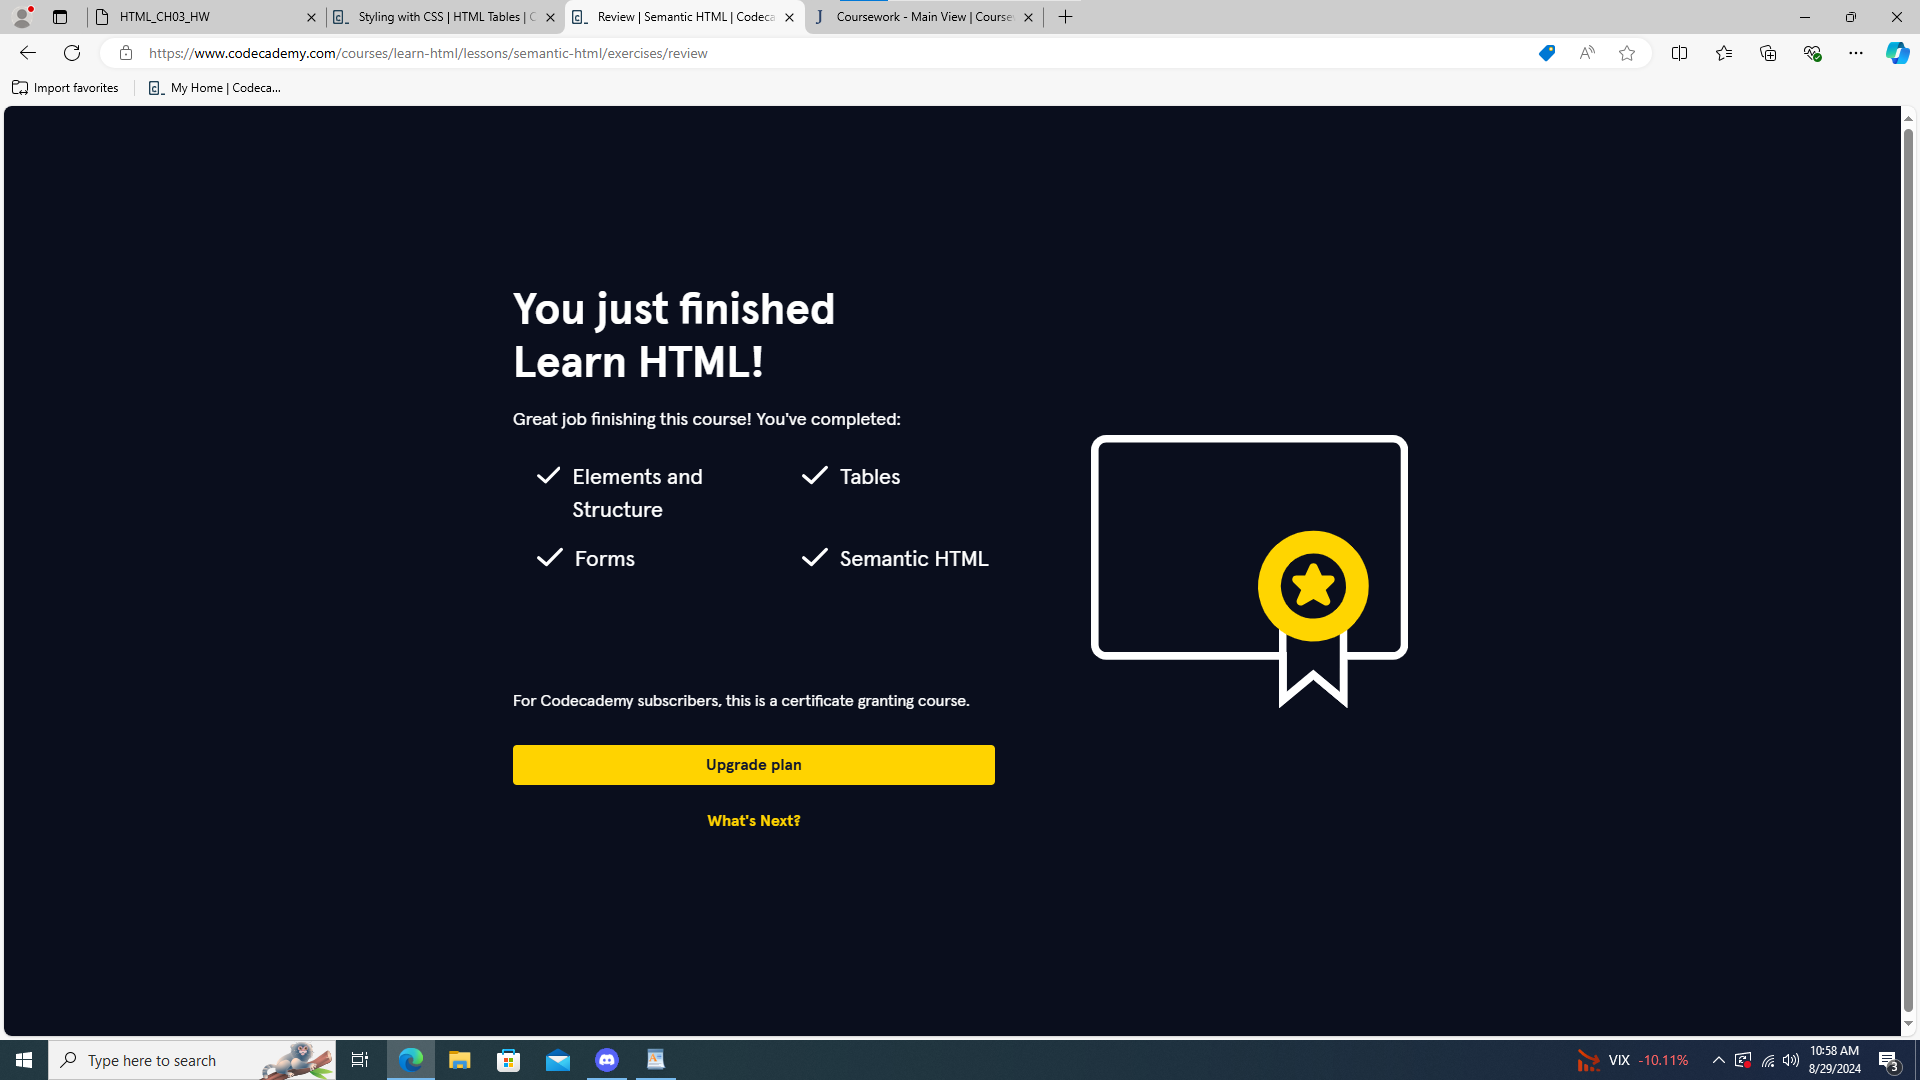 HTML_CH03_HW
Styling with CSS | HTML Tables | C
Review | Semantic HTML | Codeca
Coursework - Main View | Coursew
https://www.codecademy.com/courses/learn-html/lessons/semantic-html/exercises/review
Import favorites
My Home | Codeca...
You just finished
Learn HTML!
Great job finishing this course! You've completed:
Elements and
Structure
Tables
Forms
Semantic HTML
For Codecademy subscribers, this is a certificate granting course.
Upgrade plan
What's Next?
Type here to search
VIX -10.11%
10:58 AM
8/29/2024
3